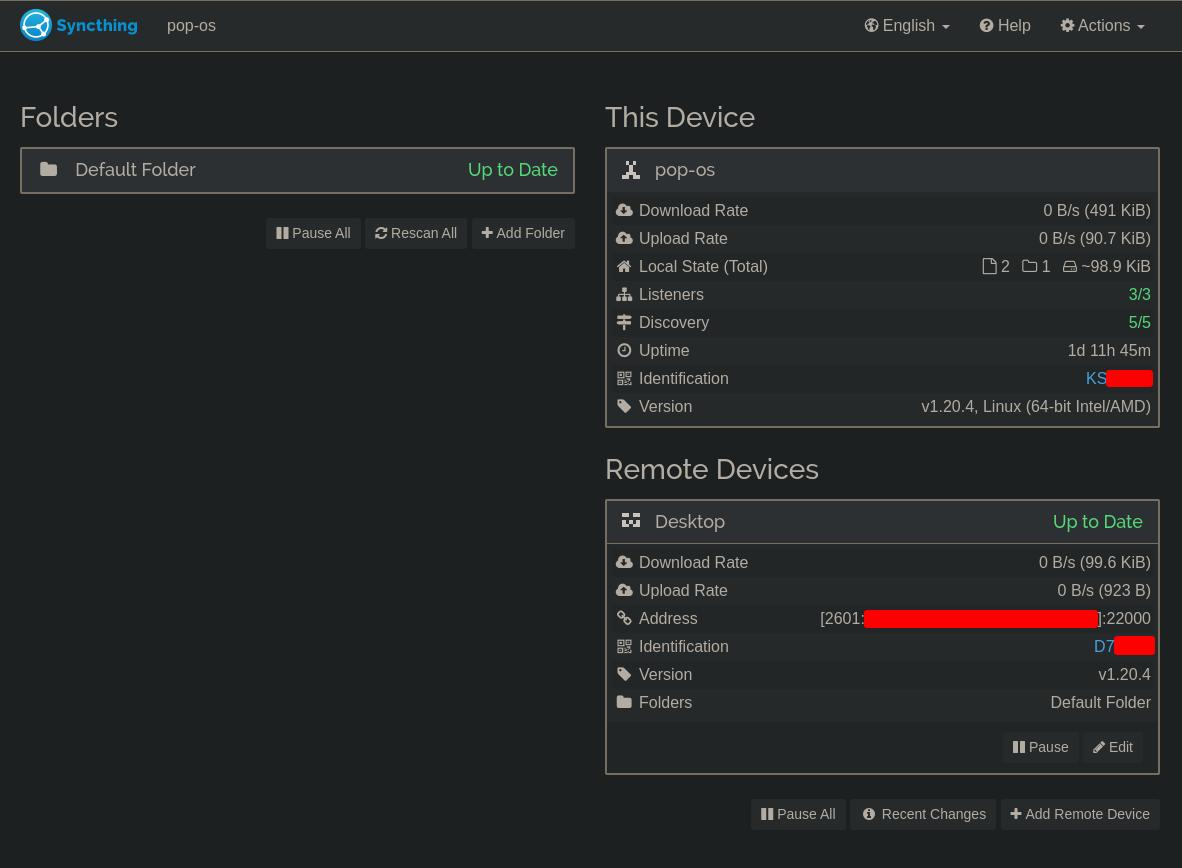 Syncthing pop-os English Help Actions
Folders
Default Folder Up to Date
Pause All Rescan All Add Folder
This Device
pop-os
Download Rate 0 B/s (491 KiB)
Upload Rate 0 B/s (90.7 KiB)
Local State (Total) 2 1 ~98.9 KiB
Listeners 3/3
Discovery 5/5
Uptime 1d 11h 45m
Identification KS
Version v1.20.4, Linux (64-bit Intel/AMD)
Remote Devices
Desktop Up to Date
Download Rate 0 B/s (99.6 KiB)
Upload Rate 0 B/s (923 B)
Address [2601: ]:22000
Identification D7
Version v1.20.4
Folders Default Folder
Pause Edit
Pause All Recent Changes Add Remote Device